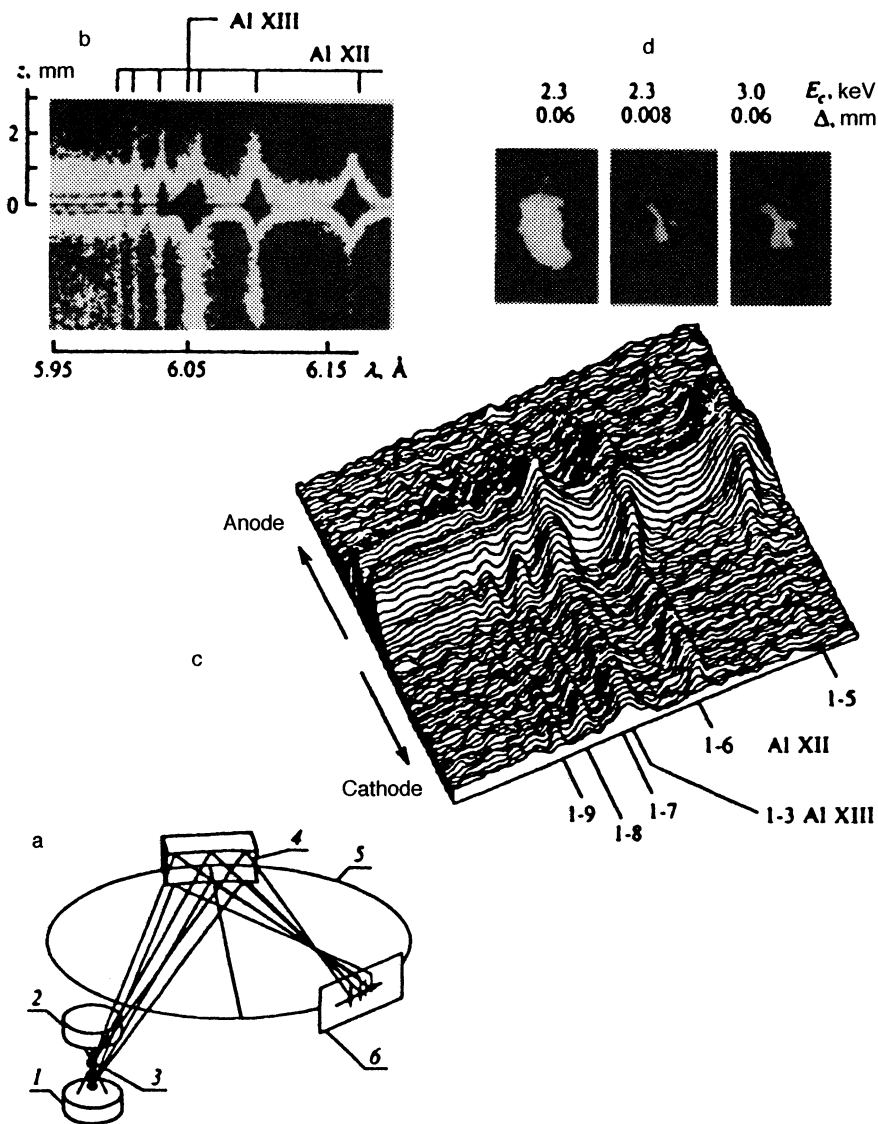 b
Al XIII
Al XII
z, mm
2
0
5.95 6.05 6.15 λ, Å
d
2.3 2.3 3.0 E_c, keV
0.06 0.008 0.06 Δ, mm
Anode
c
Cathode
1-5
1-6 Al XII
1-3 Al XIII
1-7
1-8
1-9
a
4
5
2
1
3
6